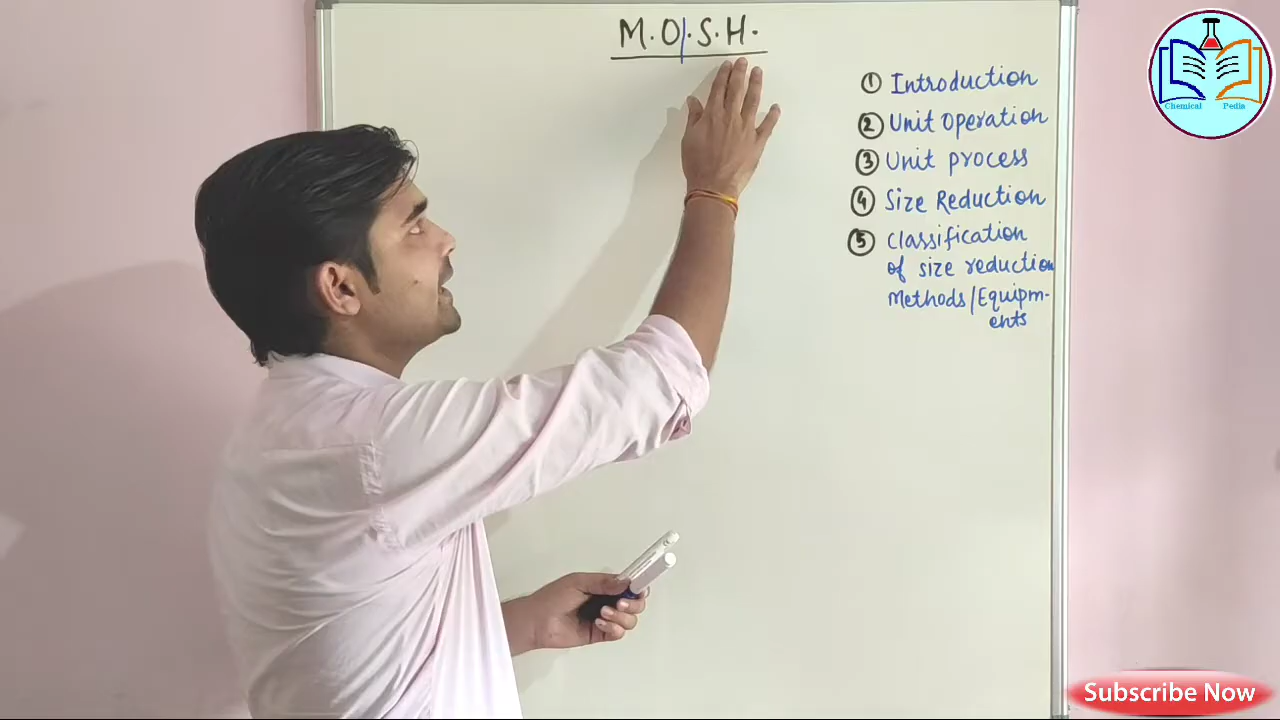 M.O|.S.H.
① Introduction
② Unit Operation
③ Unit process
④ Size Reduction
⑤ Classification
of size reduction
Methods/Equipm-
ents
Chemical Pedia
Subscribe Now